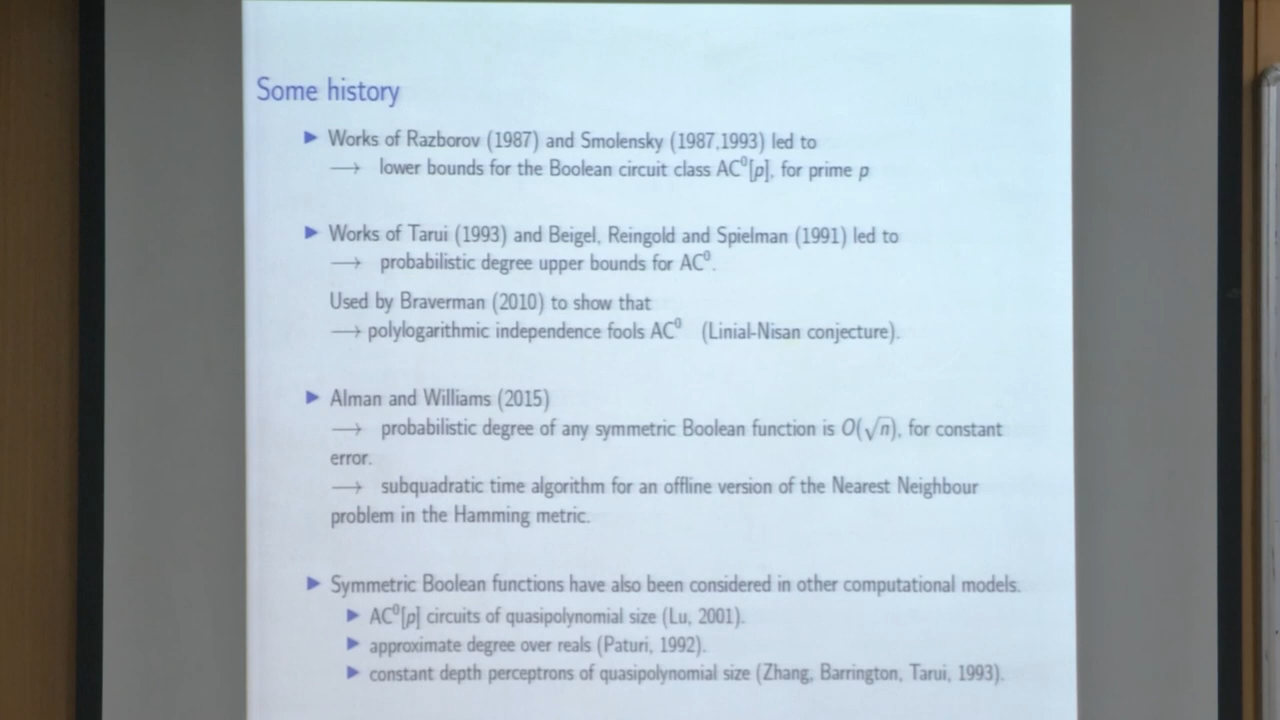 Some history
▶ Works of Razborov (1987) and Smolensky (1987,1993) led to
⟶ lower bounds for the Boolean circuit class AC⁰[p], for prime p
▶ Works of Tarui (1993) and Beigel, Reingold and Spielman (1991) led to
⟶ probabilistic degree upper bounds for AC⁰.
Used by Braverman (2010) to show that
⟶ polylogarithmic independence fools AC⁰ (Linial-Nisan conjecture).
▶ Alman and Williams (2015)
⟶ probabilistic degree of any symmetric Boolean function is O(√n), for constant
error.
⟶ subquadratic time algorithm for an offline version of the Nearest Neighbour
problem in the Hamming metric.
▶ Symmetric Boolean functions have also been considered in other computational models.
▶ AC⁰[p] circuits of quasipolynomial size (Lu, 2001).
▶ approximate degree over reals (Paturi, 1992).
▶ constant depth perceptrons of quasipolynomial size (Zhang, Barrington, Tarui, 1993).